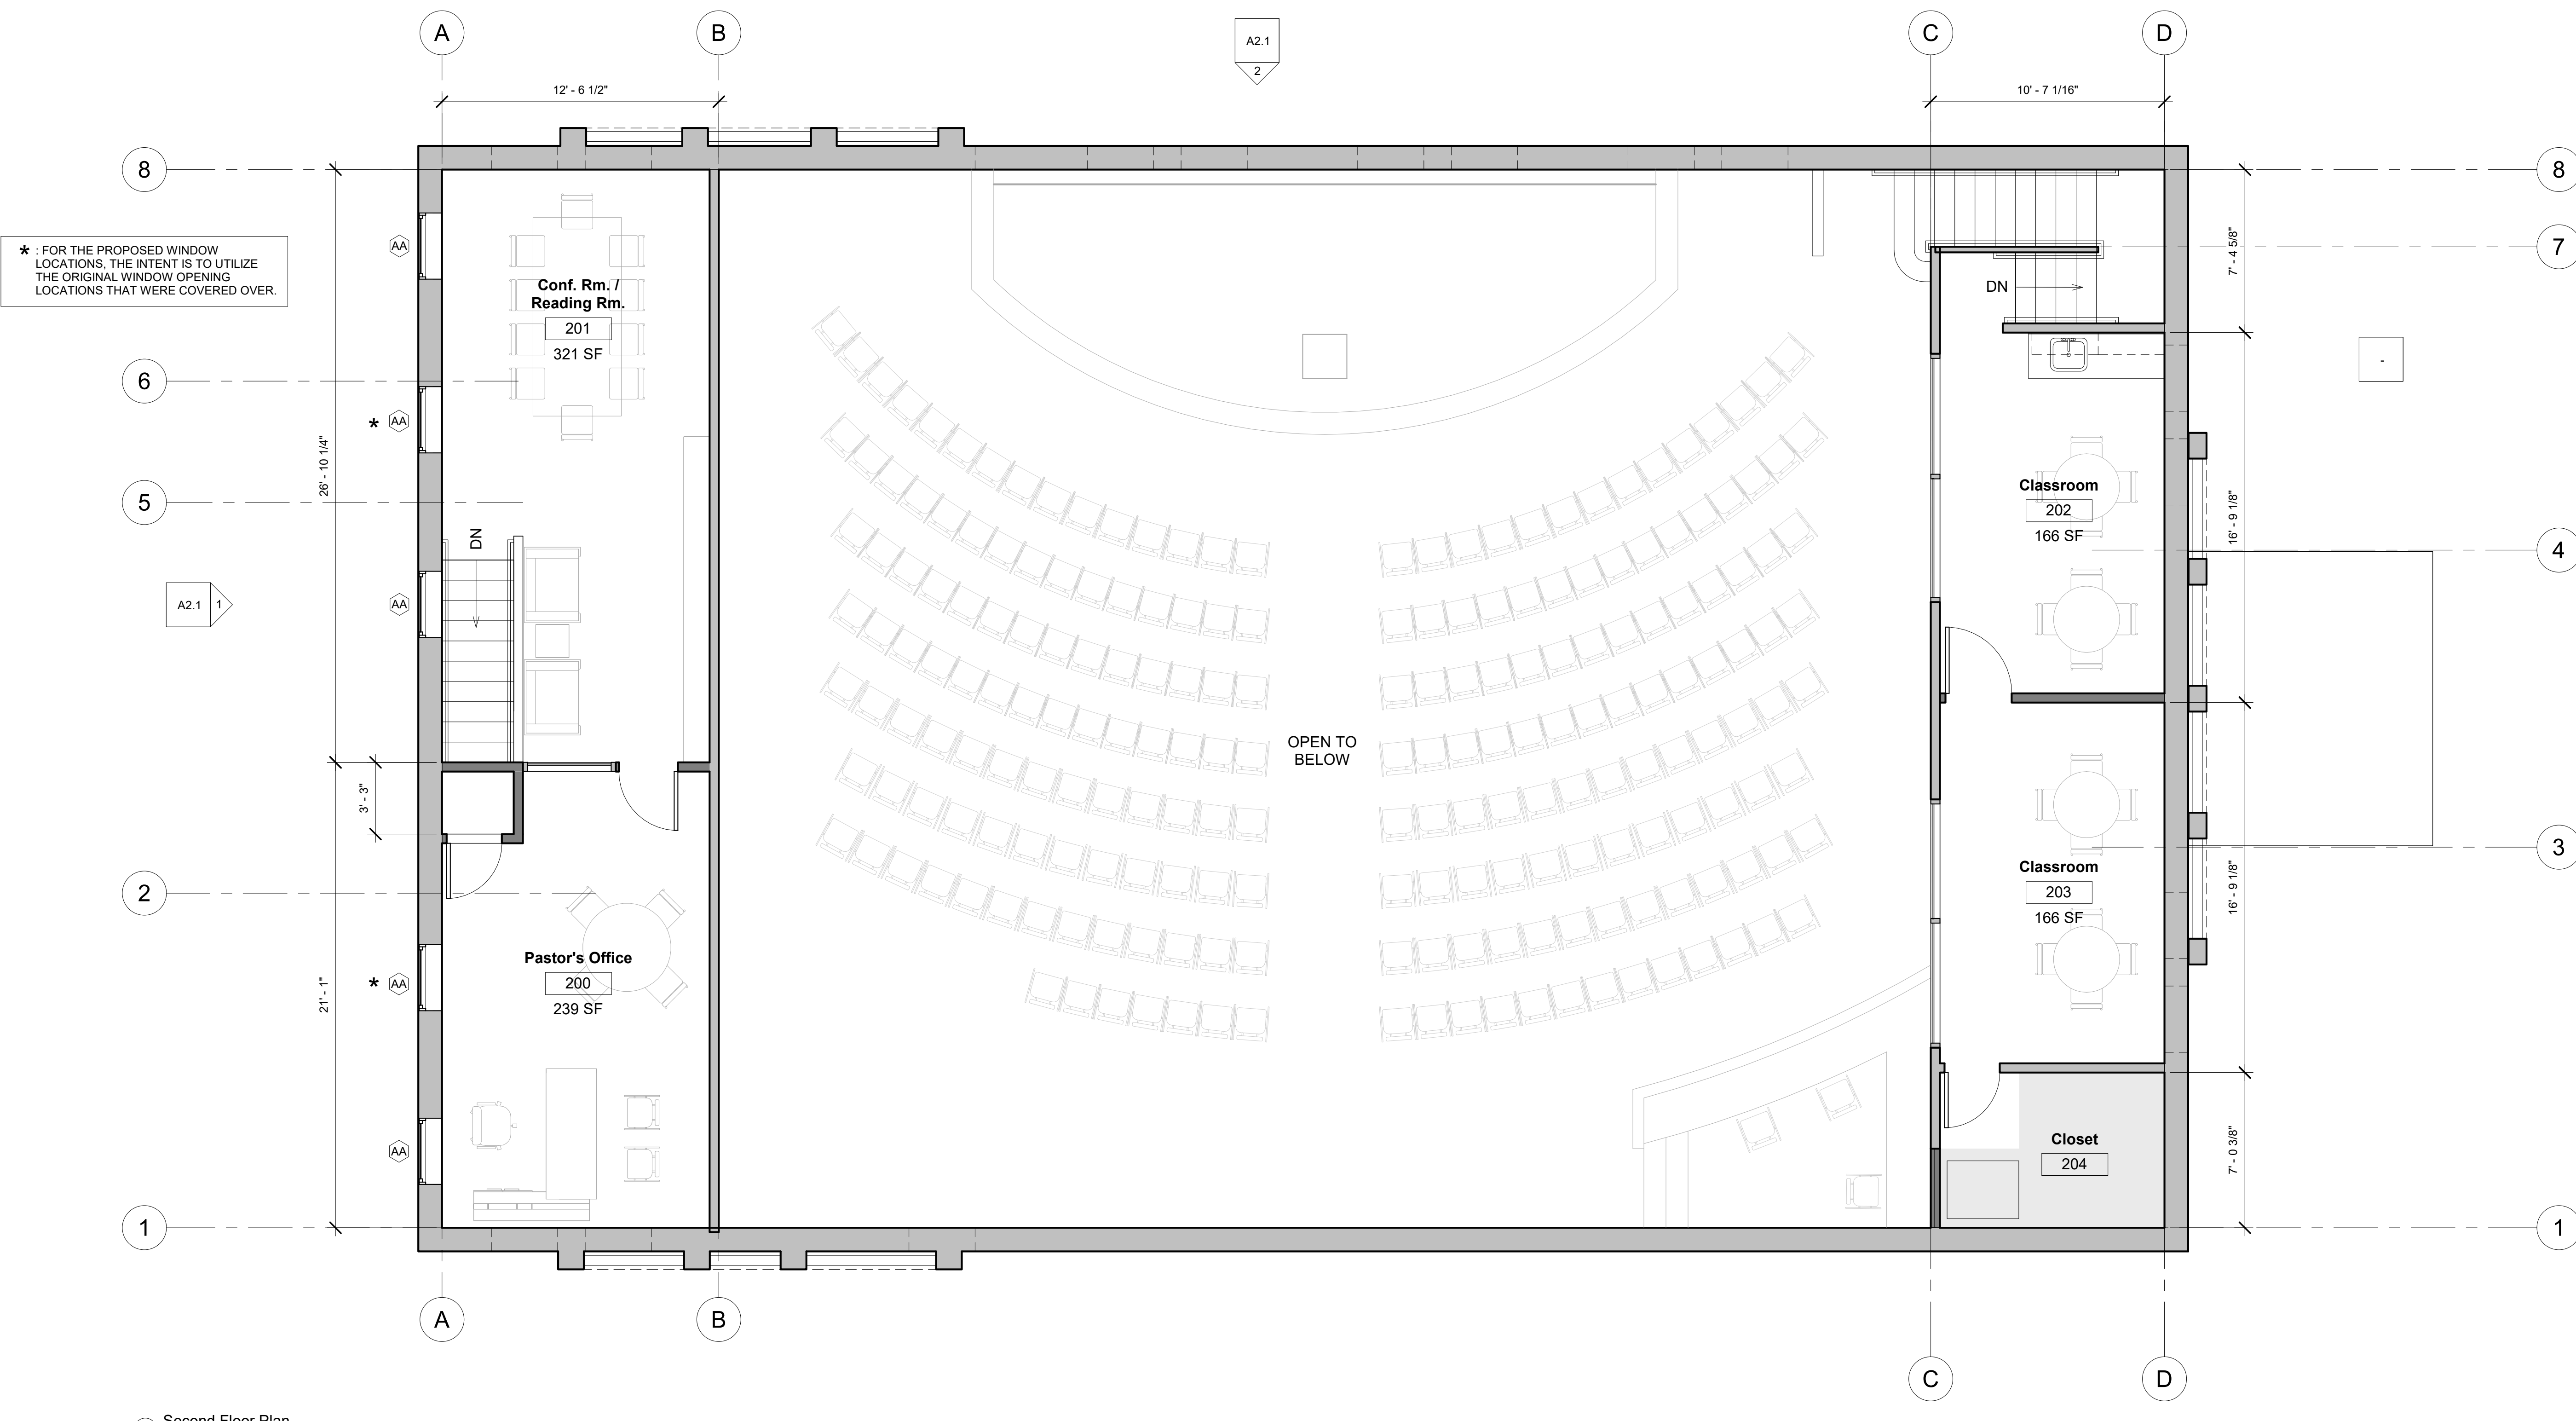 A
B
C
D
A2.1
2
12' - 6 1/2"
10' - 7 1/16"
8
8
7
* : FOR THE PROPOSED WINDOW
LOCATIONS, THE INTENT IS TO UTILIZE
THE ORIGINAL WINDOW OPENING
LOCATIONS THAT WERE COVERED OVER.
AA
7' - 4 5/8"
DN
Conf. Rm. /
Reading Rm.
201
321 SF
-
6
* AA
26' - 10 1/4"
5
DN
Classroom
202
166 SF
16' - 9 1/8"
4
A2.1
1
AA
OPEN TO
BELOW
3' - 3"
3
2
Classroom
203
166 SF
16' - 9 1/8"
Pastor's Office
200
239 SF
* AA
21' - 1"
AA
Closet
204
7' - 0 3/8"
1
1
A
B
C
D
Second Floor Plan